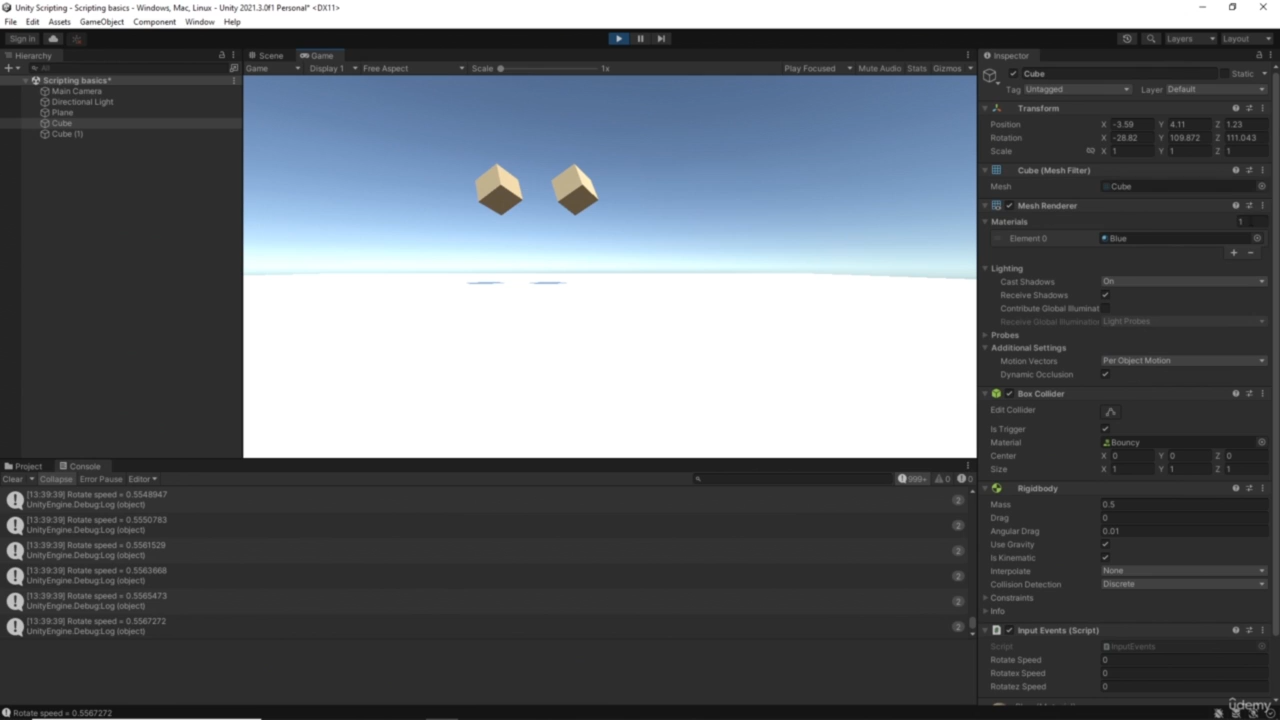 Unity Scripting - Scripting basics - Windows, Mac, Linux - Unity 2021.3.0f1 Personal* <DX11>
File Edit Assets GameObject Component Window Help
Sign in
Layers Layout
Hierarchy
All
Scripting basics*
Main Camera
Directional Light
Plane
Cube
Cube (1)
Scene Game
Game Display 1 Free Aspect Scale 1x Play Focused Mute Audio Stats Gizmos
Inspector
Cube Static
Tag Untagged Layer Default
Transform
Position X -3.59 Y 4.11 Z 1.23
Rotation X -28.82 Y 109.872 Z 111.043
Scale X 1 Y 1 Z 1
Cube (Mesh Filter)
Mesh Cube
Mesh Renderer
Materials 1
Element 0 Blue
Lighting
Cast Shadows On
Receive Shadows
Contribute Global Illuminat
Receive Global Illumination Light Probes
Probes
Additional Settings
Motion Vectors Per Object Motion
Dynamic Occlusion
Box Collider
Edit Collider
Is Trigger
Material Bouncy
Center X 0 Y 0 Z 0
Size X 1 Y 1 Z 1
Rigidbody
Mass 0.5
Drag 0
Angular Drag 0.01
Use Gravity
Is Kinematic
Interpolate None
Collision Detection Discrete
Constraints
Info
Input Events (Script)
Script InputEvents
Rotate Speed 0
Rotatex Speed 0
Rotatez Speed 0
Project Console
Clear Collapse Error Pause Editor 999+ 0 0
[13:39:39] Rotate speed = 0.5548947
UnityEngine.Debug:Log (object)
2
[13:39:39] Rotate speed = 0.5550783
UnityEngine.Debug:Log (object)
2
[13:39:39] Rotate speed = 0.5561529
UnityEngine.Debug:Log (object)
2
[13:39:39] Rotate speed = 0.5563668
UnityEngine.Debug:Log (object)
2
[13:39:39] Rotate speed = 0.5565473
UnityEngine.Debug:Log (object)
2
[13:39:39] Rotate speed = 0.5567272
UnityEngine.Debug:Log (object)
2
Rotate speed = 0.5567272
udemy